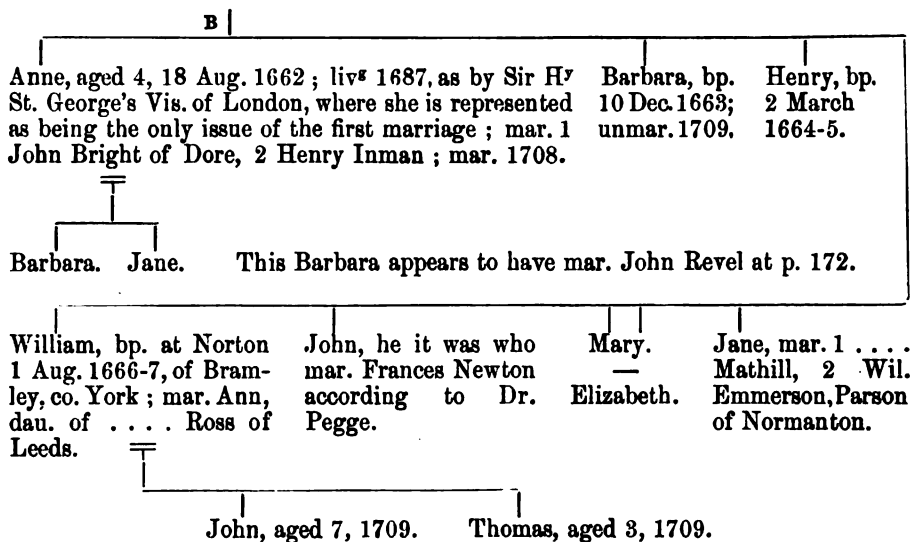 B
Anne, aged 4, 18 Aug. 1662 ; livᵍ 1687, as by Sir Hʸ
St. George's Vis. of London, where she is represented
as being the only issue of the first marriage ; mar. 1
John Bright of Dore, 2 Henry Inman ; mar. 1708.
Barbara, bp.
10 Dec. 1663;
unmar. 1709.
Henry, bp.
2 March
1664-5.
Barbara. Jane. This Barbara appears to have mar. John Revel at p. 172.
William, bp. at Norton
1 Aug. 1666-7, of Bram-
ley, co. York ; mar. Ann,
dau. of . . . . Ross of
Leeds.
John, he it was who
mar. Frances Newton
according to Dr.
Pegge.
Mary.
—
Elizabeth.
Jane, mar. 1 . . . .
Mathill, 2 Wil.
Emmerson, Parson
of Normanton.
John, aged 7, 1709. Thomas, aged 3, 1709.